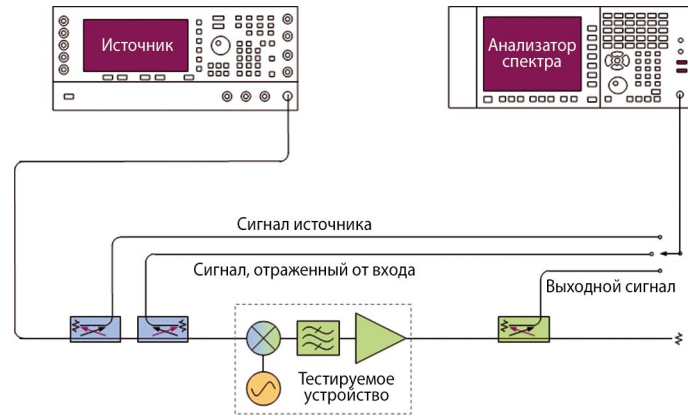 Источник
Анализатор
спектра
Сигнал источника
Сигнал, отраженный от входа
Выходной сигнал
Тестируемое
устройство